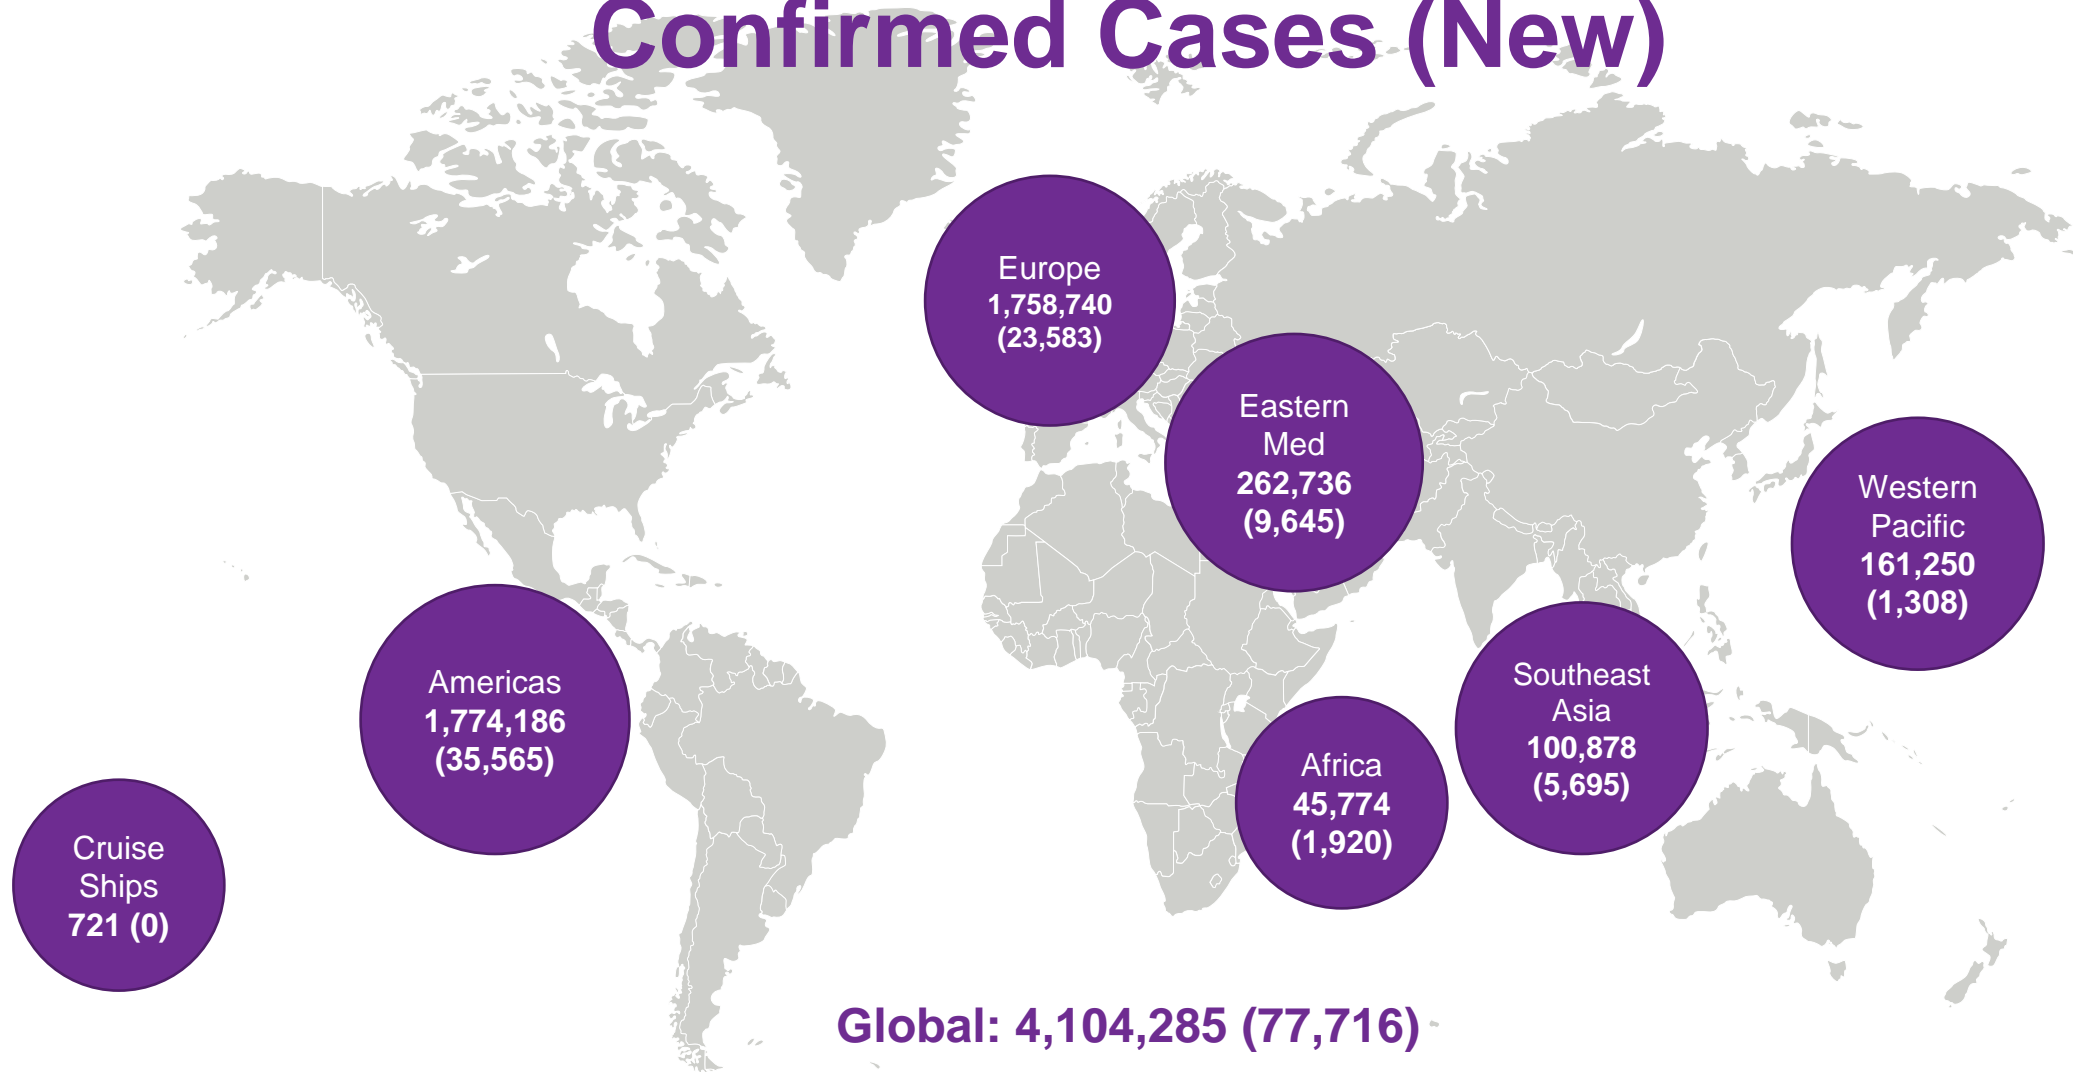 Confirmed Cases (New)
Europe
1,758,740
(23,583)
Eastern
Med
262,736
(9,645)
Western
Pacific
161,250
(1,308)
Americas
1,774,186
(35,565)
Southeast
Asia
100,878
(5,695)
Africa
45,774
(1,920)
Cruise
Ships
721 (0)
Global: 4,104,285 (77,716)